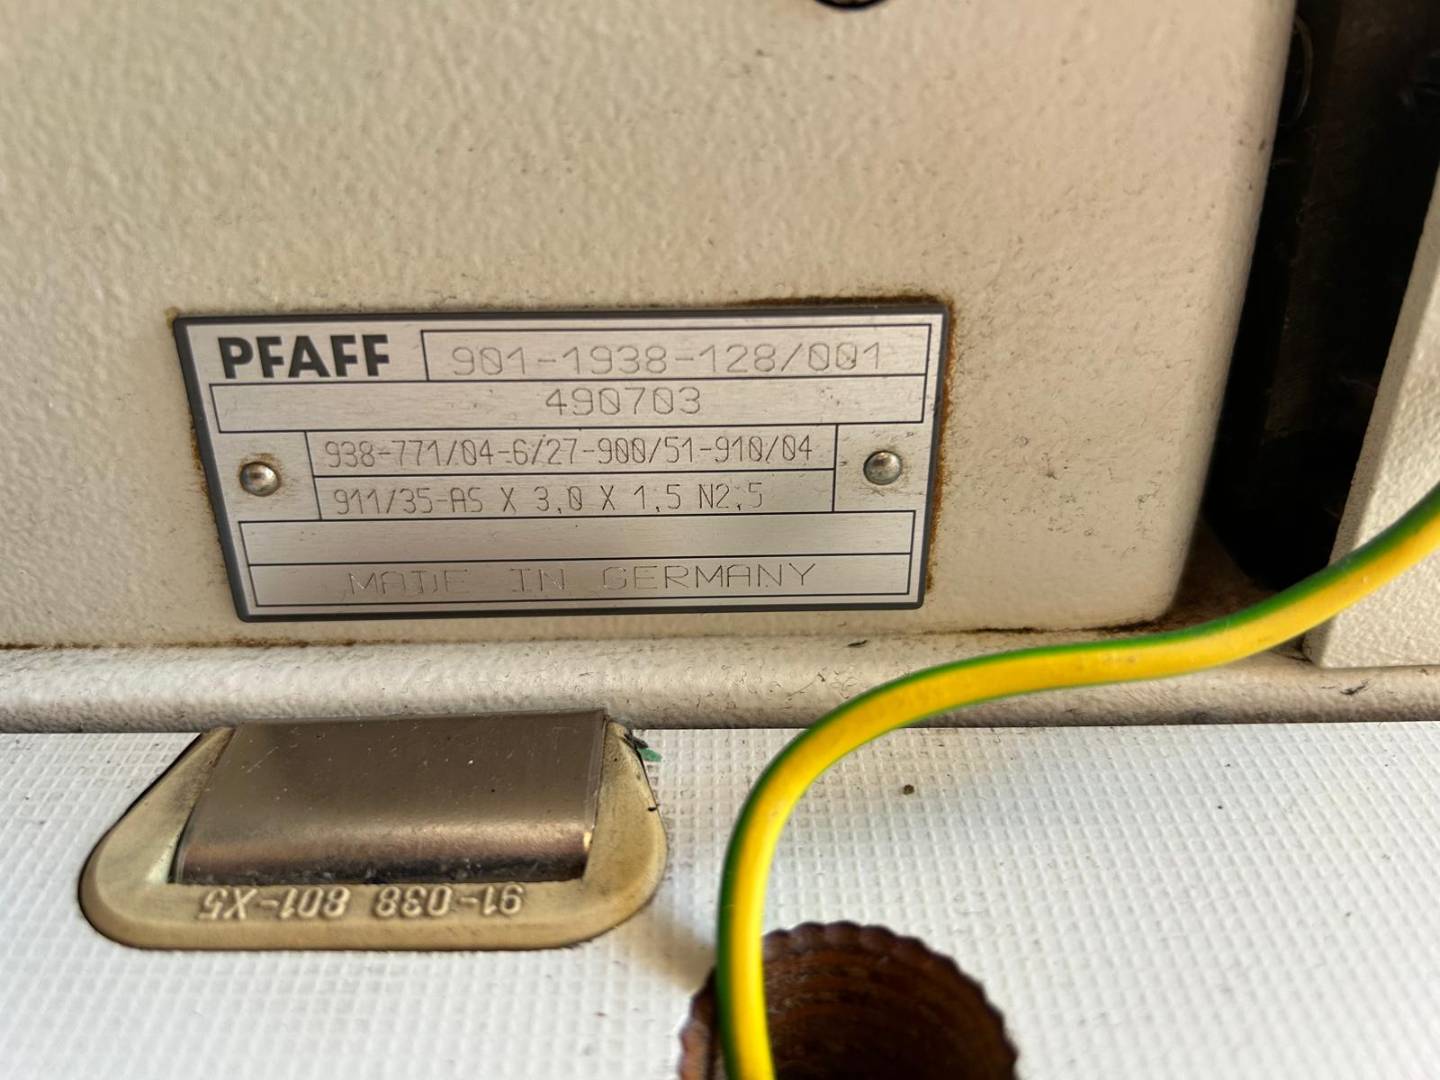 PFAFF 901-1938-128/001
490703
938-771/04-6/27-900/51-910/04
911/35-AS X 3,0 X 1,5 N2,5
MADE IN GERMANY
91-038 801-X5